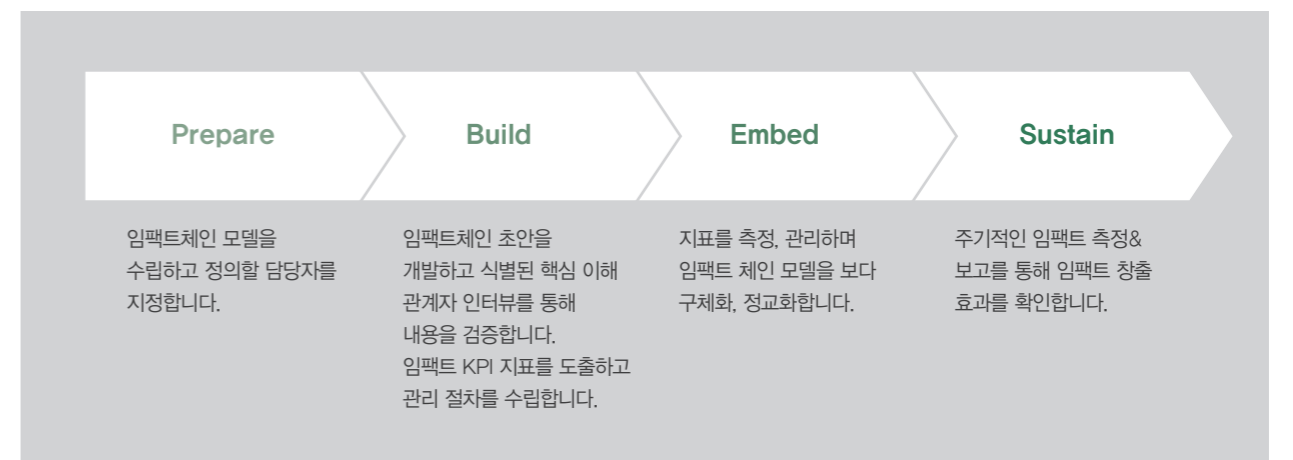 Prepare
임팩트체인 모델을
수립하고 정의할 담당자를
지정합니다.
Build
임팩트체인 초안을
개발하고 식별된 핵심 이해
관계자 인터뷰를 통해
내용을 검증합니다.
임팩트 KPI 지표를 도출하고
관리 절차를 수립합니다.
Embed
지표를 측정, 관리하며
임팩트 체인 모델을 보다
구체화, 정교화합니다.
Sustain
주기적인 임팩트 측정&
보고를 통해 임팩트 창출
효과를 확인합니다.